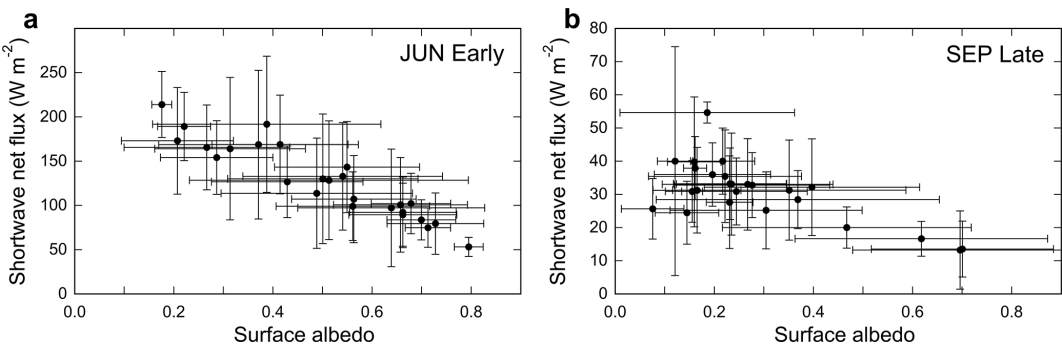 a
JUN Early
Shortwave net flux (W m⁻²)
250
200
150
100
50
0
0.0 0.2 0.4 0.6 0.8
Surface albedo
b
SEP Late
Shortwave net flux (W m⁻²)
80
70
60
50
40
30
20
10
0
0.0 0.2 0.4 0.6 0.8
Surface albedo